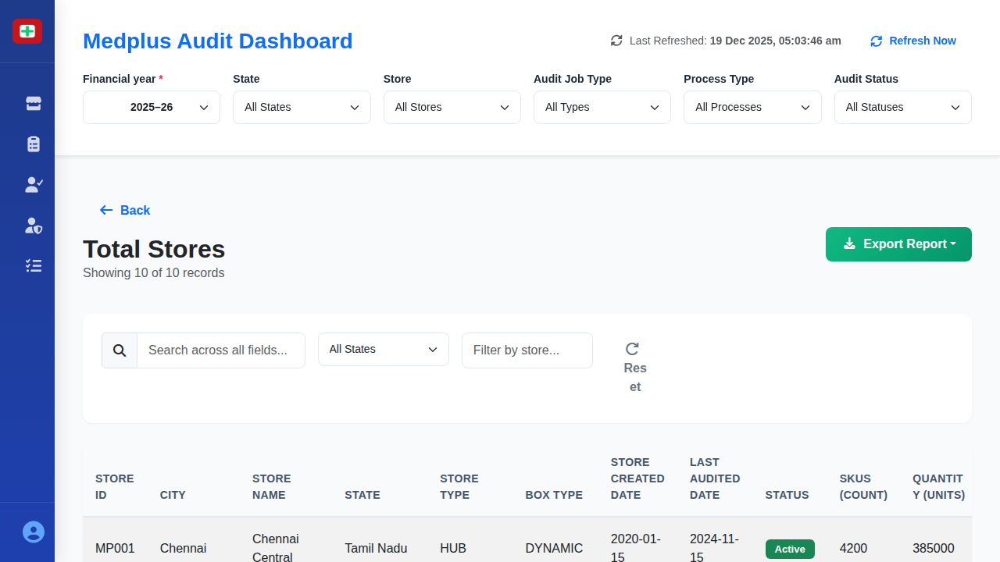 Medplus Audit Dashboard
Last Refreshed: 19 Dec 2025, 05:03:46 am
Refresh Now
Financial year * State Store Audit Job Type Process Type Audit Status
2025–26 All States All Stores All Types All Processes All Statuses
Back
Total Stores
Showing 10 of 10 records
Export Report
Search across all fields... All States Filter by store...
Res
et
STORE LAST
STORE STORE STORE CREATED AUDITED SKUS QUANTIT
ID CITY NAME STATE TYPE BOX TYPE DATE DATE STATUS (COUNT) Y (UNITS)
Chennai 2020-01- 2024-11-
MP001 Chennai Tamil Nadu HUB DYNAMIC Active 4200 385000
Central 15 15